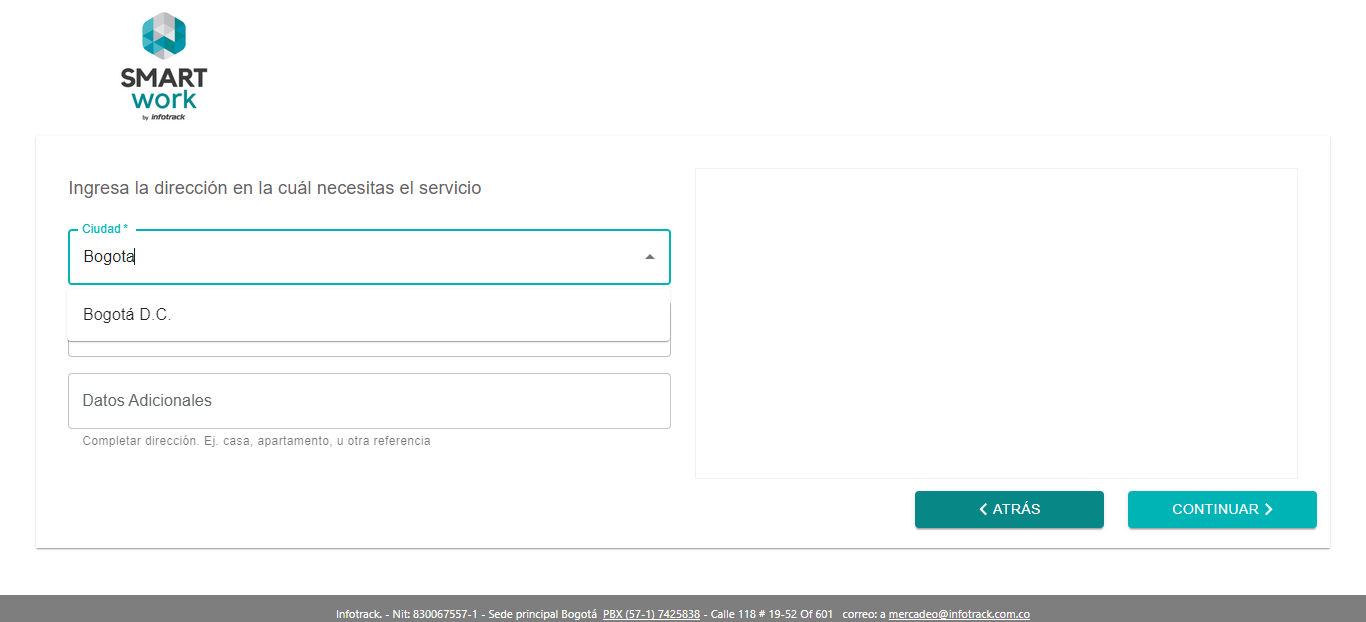 SMART
work
by infotrack
Ingresa la dirección en la cuál necesitas el servicio
Ciudad *
Bogota
Bogotá D.C.
Datos Adicionales
Completar dirección. Ej. casa, apartamento, u otra referencia
ATRÁS
CONTINUAR
Infotrack. - Nit: 830067557-1 - Sede principal Bogotá PBX (57-1) 7425838 - Calle 118 # 19-52 Of 601 correo: a mercadeo@infotrack.com.co